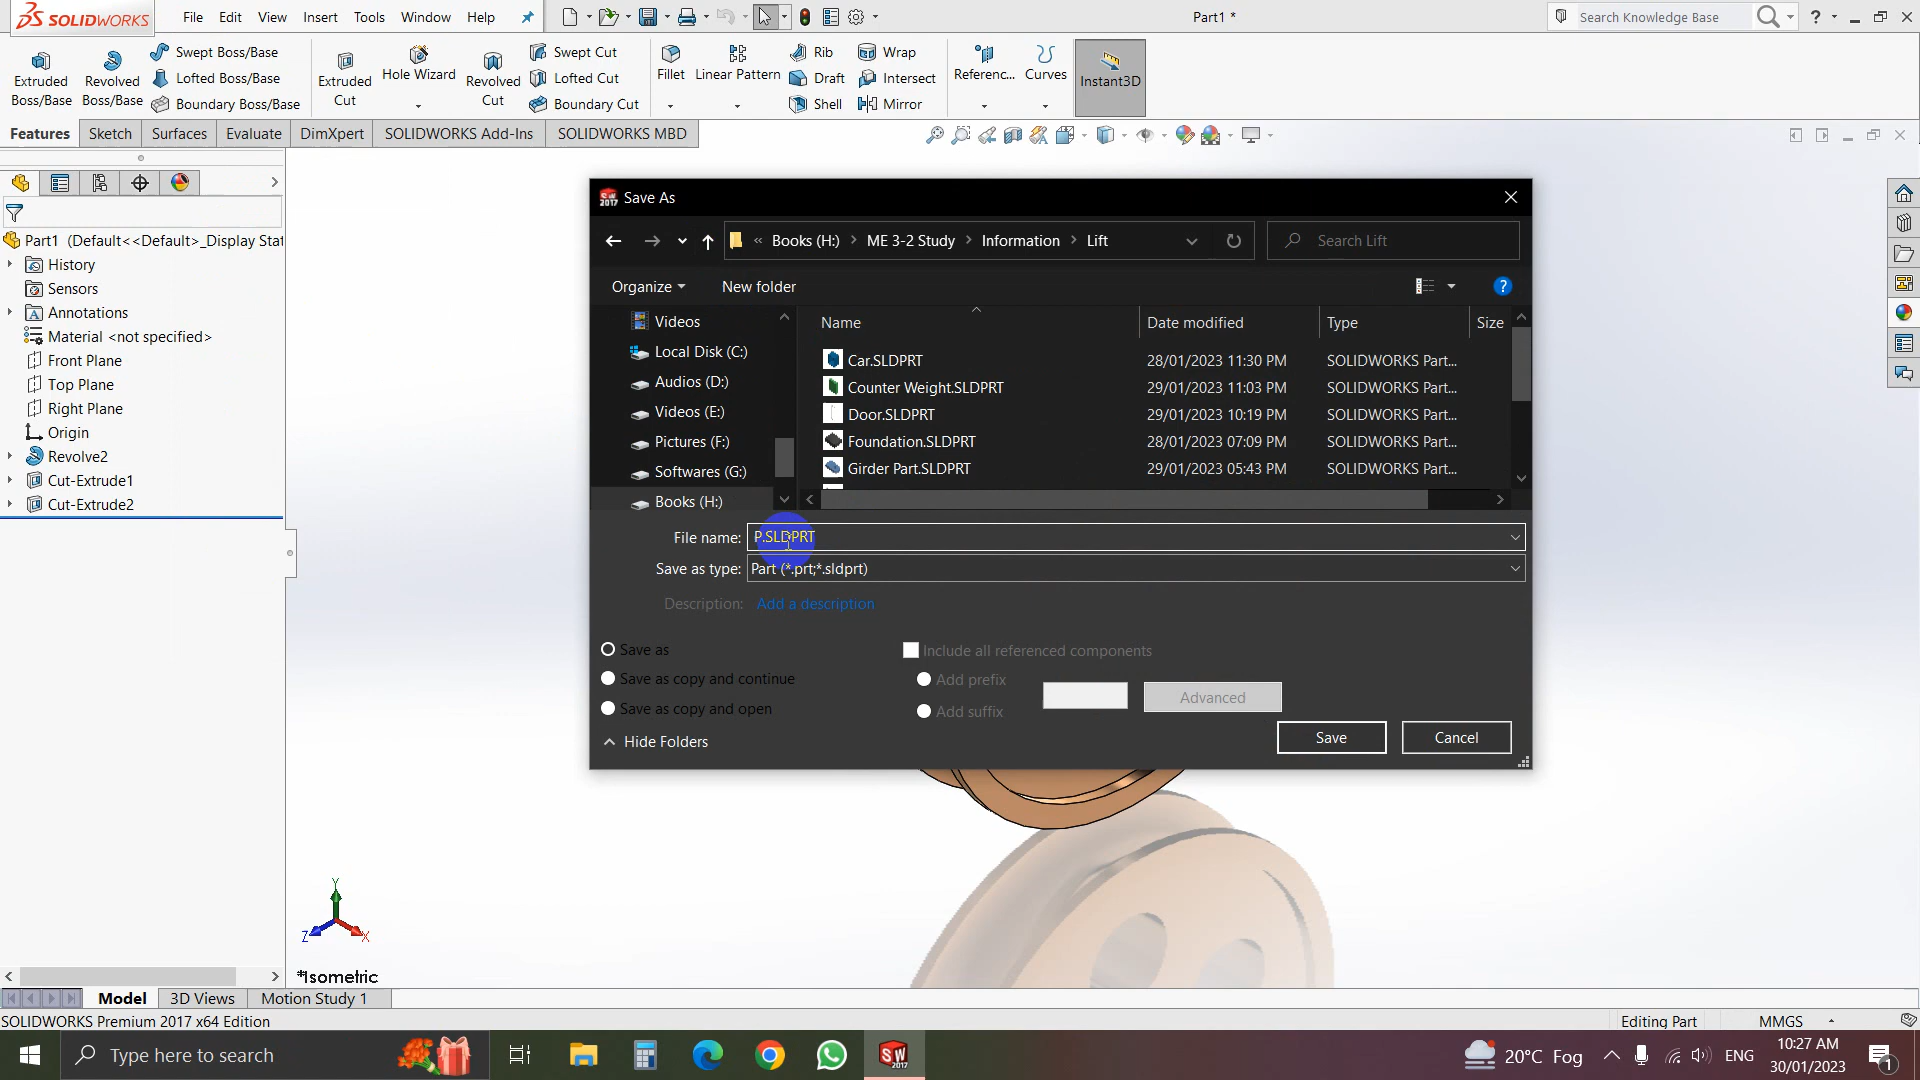 SOLIDWORKS File Edit View Insert Tools Window Help Part1 * Search Knowledge Base ?
Extruded Boss/Base
Revolved Boss/Base
Swept Boss/Base
Lofted Boss/Base
Boundary Boss/Base
Extruded Cut
Hole Wizard
Revolved Cut
Swept Cut
Lofted Cut
Boundary Cut
Fillet
Linear Pattern
Rib
Draft
Shell
Wrap
Intersect
Mirror
Referenc...
Curves
Instant3D
Features Sketch Surfaces Evaluate DimXpert SOLIDWORKS Add-Ins SOLIDWORKS MBD
Part1 (Default<<Default>_Display Stat
History
Sensors
Annotations
Material <not specified>
Front Plane
Top Plane
Right Plane
Origin
Revolve2
Cut-Extrude1
Cut-Extrude2
SW 2017 Save As
« Books (H:) ME 3-2 Study Information Lift Search Lift
Organize New folder ?
Videos
Local Disk (C:)
Audios (D:)
Videos (E:)
Pictures (F:)
Softwares (G:)
Books (H:)
Name Date modified Type Size
Car.SLDPRT 28/01/2023 11:30 PM SOLIDWORKS Part...
Counter Weight.SLDPRT 29/01/2023 11:03 PM SOLIDWORKS Part...
Door.SLDPRT 29/01/2023 10:19 PM SOLIDWORKS Part...
Foundation.SLDPRT 28/01/2023 07:09 PM SOLIDWORKS Part...
Girder Part.SLDPRT 29/01/2023 05:43 PM SOLIDWORKS Part...
File name: P.SLDPRT
Save as type: Part (*.prt;*.sldprt)
Description: Add a description
Save as
Save as copy and continue
Save as copy and open
Include all referenced components
Add prefix
Add suffix
Advanced
Hide Folders
Save Cancel
Y
Z X
*Isometric
Model 3D Views Motion Study 1
SOLIDWORKS Premium 2017 x64 Edition Editing Part MMGS
Type here to search SW 2017 20°C Fog ENG 10:27 AM
30/01/2023 1